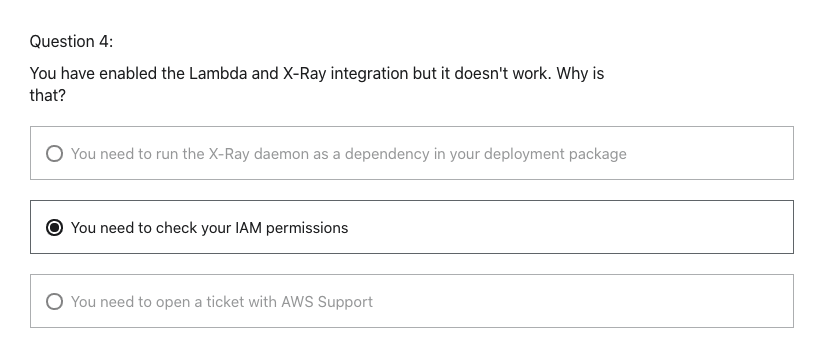 Question 4:
You have enabled the Lambda and X-Ray integration but it doesn't work. Why is
that?
You need to run the X-Ray daemon as a dependency in your deployment package
You need to check your IAM permissions
You need to open a ticket with AWS Support